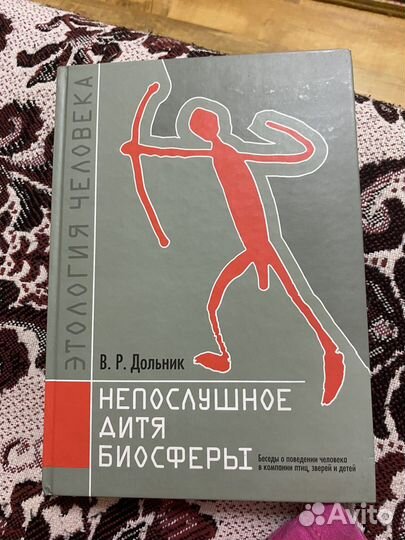 ЭТОЛОГИЯ ЧЕЛОВЕКА
В. Р. Дольник
НЕПОСЛУШНОЕ
ДИТЯ
БИОСФЕРЫ
Беседы о поведении человека
в компании птиц, зверей и детей
Avito